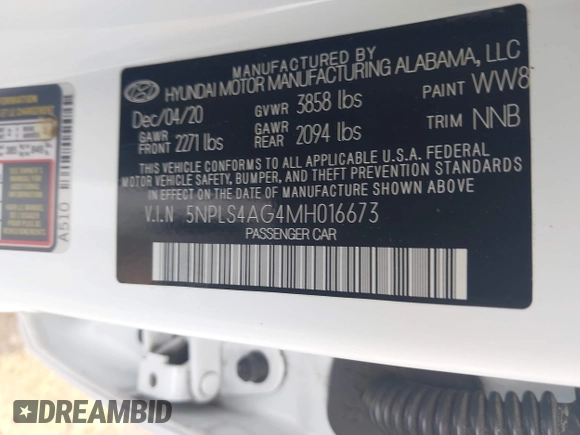 MANUFACTURED BY
HYUNDAI MOTOR MANUFACTURING ALABAMA, LLC
Dec/04/20 GVWR 3858 lbs PAINT WW8
GAWR FRONT 2271 lbs GAWR REAR 2094 lbs TRIM NNB
THIS VEHICLE CONFORMS TO ALL APPLICABLE U.S.A. FEDERAL
MOTOR VEHICLE SAFETY, BUMPER, AND THEFT PREVENTION STANDARDS
IN EFFECT ON THE DATE OF MANUFACTURE SHOWN ABOVE.
V.I.N 5NPLS4AG4MH016673
PASSENGER CAR
A510
DREAMBID